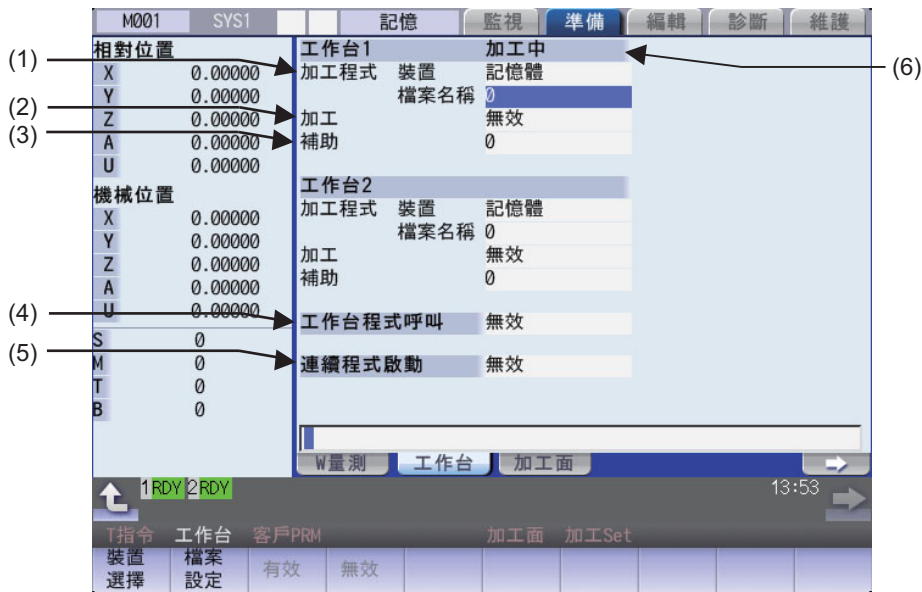 M001 SYS1 記憶 監視 準備 編輯 診斷 維護
相對位置
X 0.00000
Y 0.00000
Z 0.00000
A 0.00000
U 0.00000
機械位置
X 0.00000
Y 0.00000
Z 0.00000
A 0.00000
U 0.00000
S 0
M 0
T 0
B 0
工作台1 加工中
加工程式 裝置 記憶體
檔案名稱 0
加工 無效
補助 0
工作台2
加工程式 裝置 記憶體
檔案名稱 0
加工 無效
補助 0
工作台程式呼叫 無效
連續程式啟動 無效
W量測 工作台 加工面
1 RDY 2 RDY 13:53
T指令 工作台 客戶PRM 加工面 加工Set
裝置 檔案 有效 無效
選擇 設定
(1)
(2)
(3)
(4)
(5)
(6)